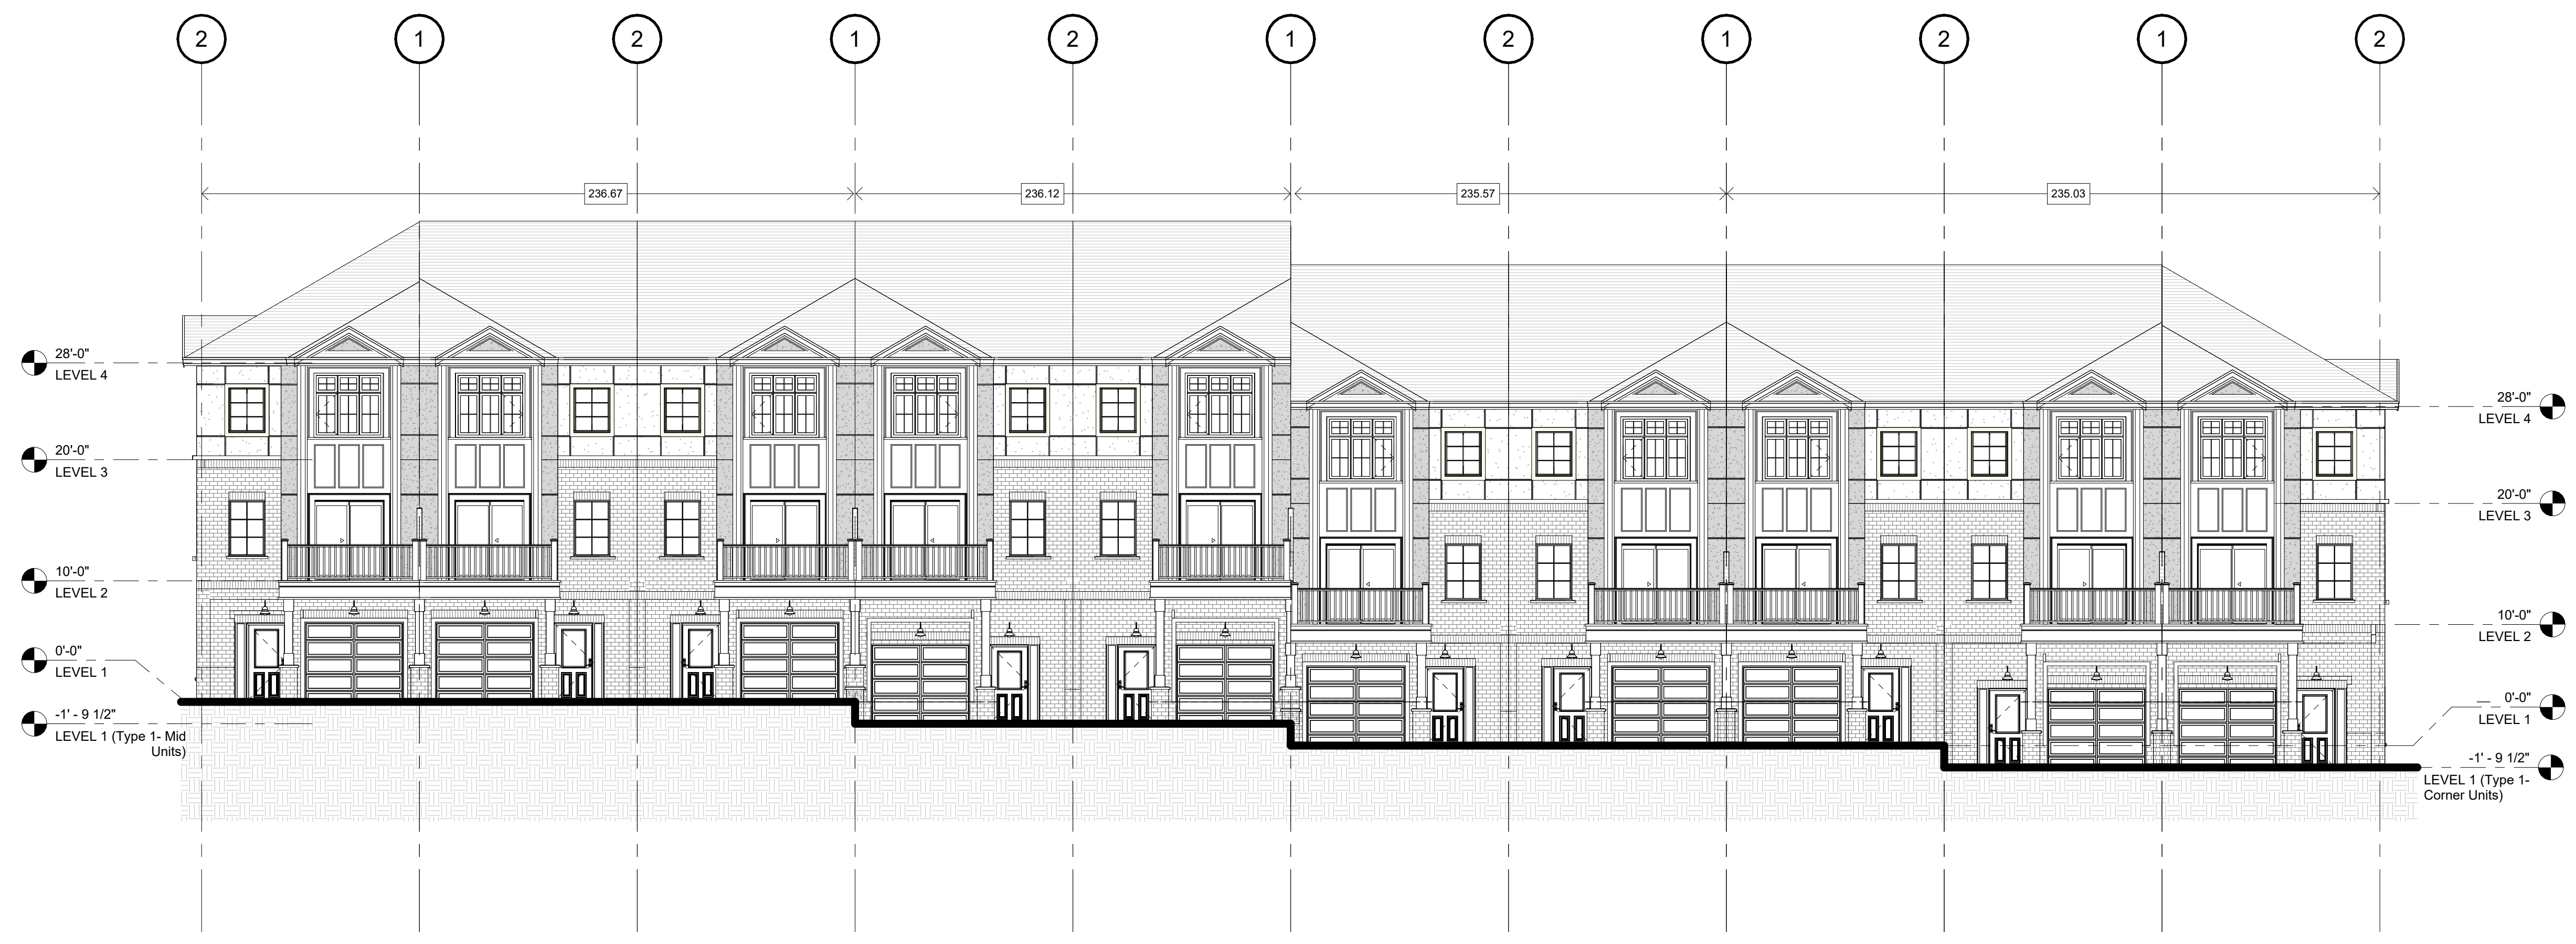 2 1 2 1 2 1 2 1 2 1 2
236.67 236.12 235.57 235.03
28'-0"
LEVEL 4
20'-0"
LEVEL 3
10'-0"
LEVEL 2
0'-0"
LEVEL 1
-1' - 9 1/2"
LEVEL 1 (Type 1- Mid
Units)
28'-0"
LEVEL 4
20'-0"
LEVEL 3
10'-0"
LEVEL 2
0'-0"
LEVEL 1
-1' - 9 1/2"
LEVEL 1 (Type 1-
Corner Units)